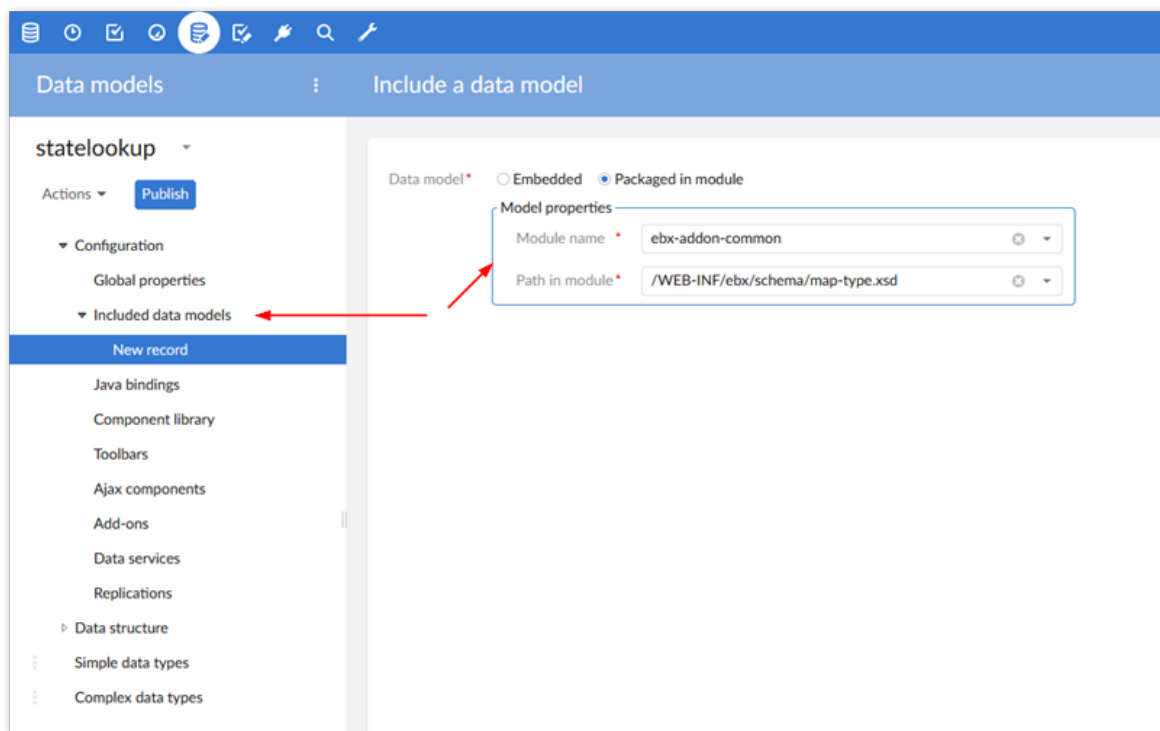 Data models
Include a data model
statelookup
Actions
Publish
Configuration
Global properties
Included data models
New record
Java bindings
Component library
Toolbars
Ajax components
Add-ons
Data services
Replications
Data structure
Simple data types
Complex data types
Data model* Embedded Packaged in module
Model properties
Module name * ebx-addon-common
Path in module* /WEB-INF/ebx/schema/map-type.xsd